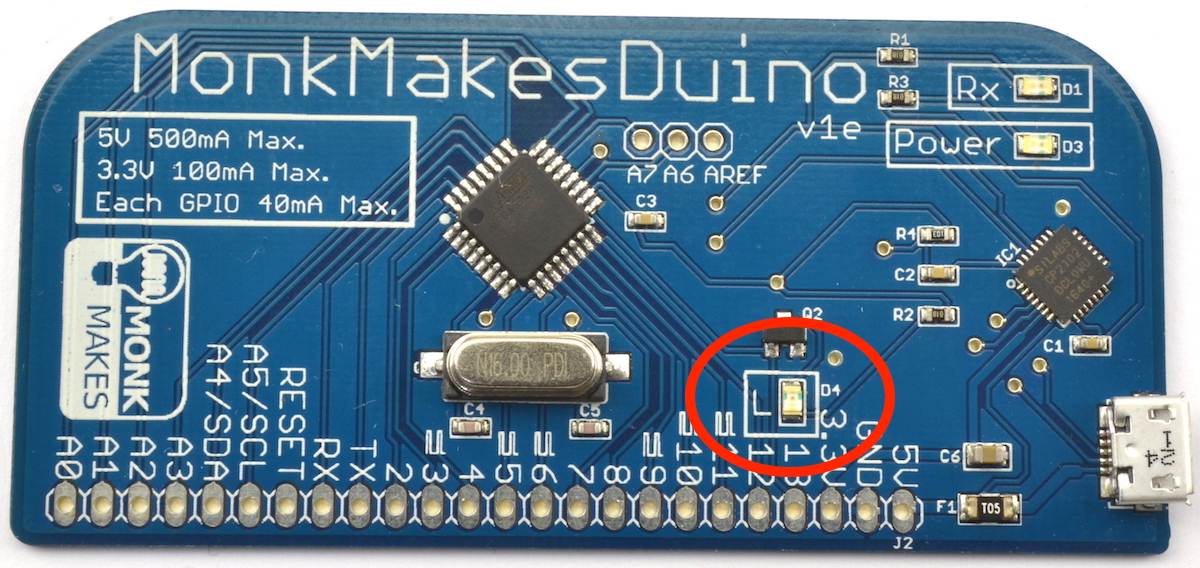 MonkMakesDuino
v1e
5V 500mA Max.
3.3V 100mA Max.
Each GPIO 40mA Max.
R1
R3
Rx
D1
Power
D3
A7 A6 AREF
C3
R4
C2
R2
IC1
SILABS
CP2102
C1
Q2
MONK
MAKES
N16.00 PDI
C4
C5
L
D4
A0
A1
A2
A3
A4/SDA
A5/SCL
RESET
RX
TX
2
3
4
5
6
7
8
9
10
11
12
13
3.3V
GND
5V
C6
F1
T05
J2